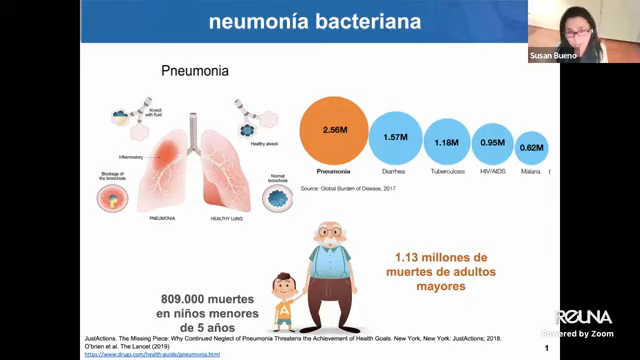 neumonía bacteriana
Susan Bueno
Pneumonia
Alveoli
with fluid
Healthy alveoli
Inflammatory
Blockage of
the bronchiole
Normal
bronchiole
PNEUMONIA
HEALTHY LUNG
2.56M
1.57M
1.18M
0.95M
0.62M
Pneumonia
Diarrhea
Tuberculosis
HIV/AIDS
Malaria
Source: Global Burden of Disease, 2017
1.13 millones de
muertes de adultos
mayores
809.000 muertes
en niños menores
de 5 años
A
JustActions. The Missing Piece: Why Continued Neglect of Pneumonia Threatens the Achievement of Health Goals. New York, New York: JustActions; 2018.
O'Brien et al. The Lancet (2019)
https://www.drugs.com/health-guide/pneumonia.html
REUNA
Powered by Zoom
1